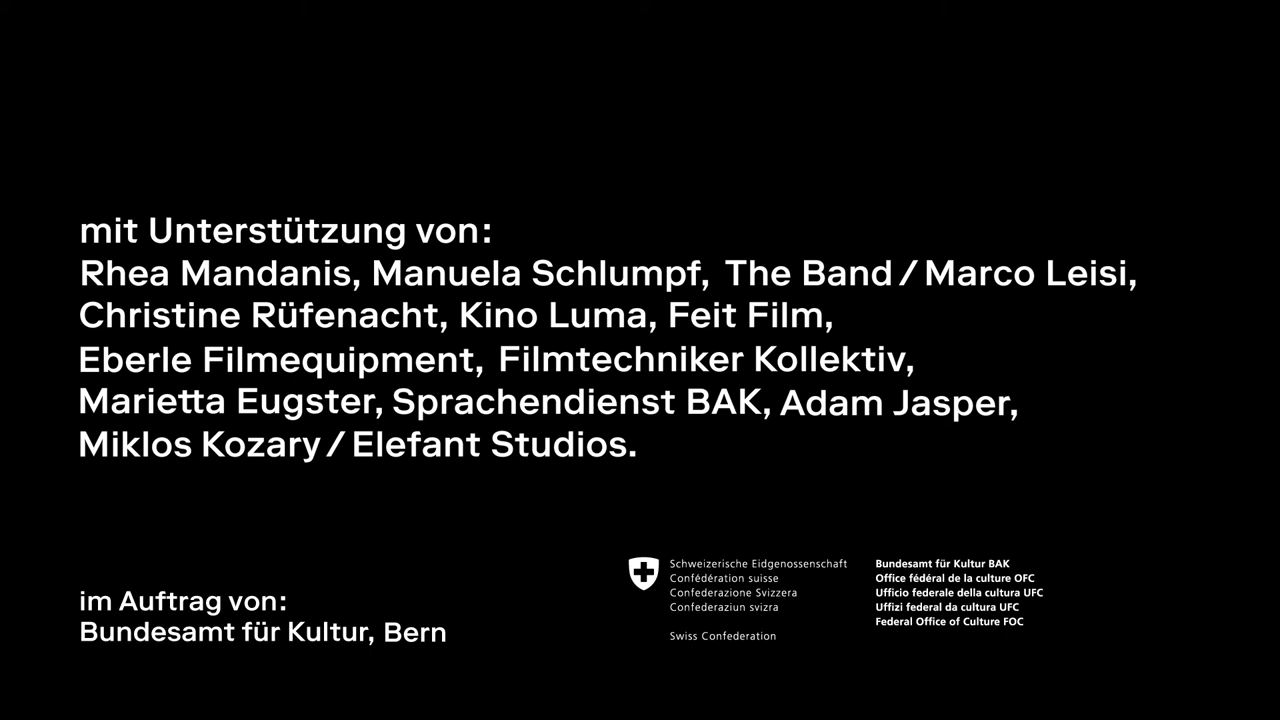 mit Unterstützung von:
Rhea Mandanis, Manuela Schlumpf, The Band / Marco Leisi,
Christine Rüfenacht, Kino Luma, Feit Film,
Eberle Filmequipment, Filmtechniker Kollektiv,
Marietta Eugster, Sprachendienst BAK, Adam Jasper,
Miklos Kozary / Elefant Studios.
im Auftrag von:
Bundesamt für Kultur, Bern
Schweizerische Eidgenossenschaft
Confédération suisse
Confederazione Svizzera
Confederaziun svizra
Swiss Confederation
Bundesamt für Kultur BAK
Office fédéral de la culture OFC
Ufficio federale della cultura UFC
Uffizi federal da cultura UFC
Federal Office of Culture FOC